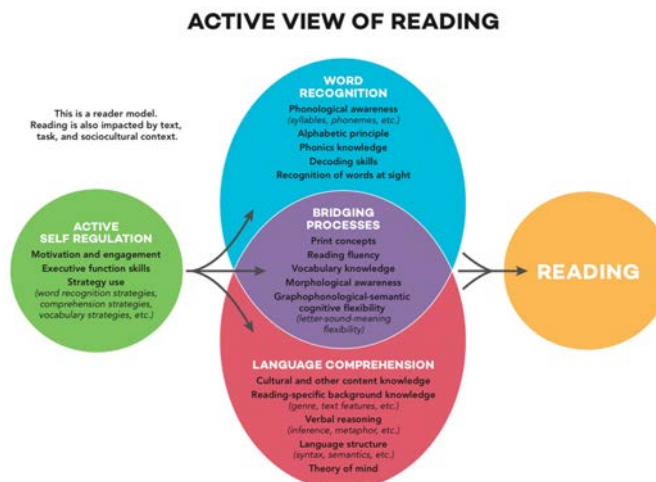 ACTIVE VIEW OF READING
This is a reader model.
Reading is also impacted by text,
task, and sociocultural context.
WORD
RECOGNITION
Phonological awareness
(syllables, phonemes, etc.)
Alphabetic principle
Phonics knowledge
Decoding skills
Recognition of words at sight
ACTIVE
SELF REGULATION
Motivation and engagement
Executive function skills
Strategy use
(word recognition strategies,
comprehension strategies,
vocabulary strategies, etc.)
BRIDGING
PROCESSES
Print concepts
Reading fluency
Vocabulary knowledge
Morphological awareness
Graphophonological-semantic
cognitive flexibility
(letter-sound-meaning
flexibility)
READING
LANGUAGE COMPREHENSION
Cultural and other content knowledge
Reading-specific background knowledge
(genre, text features, etc.)
Verbal reasoning
(inference, metaphor, etc.)
Language structure
(syntax, semantics, etc.)
Theory of mind